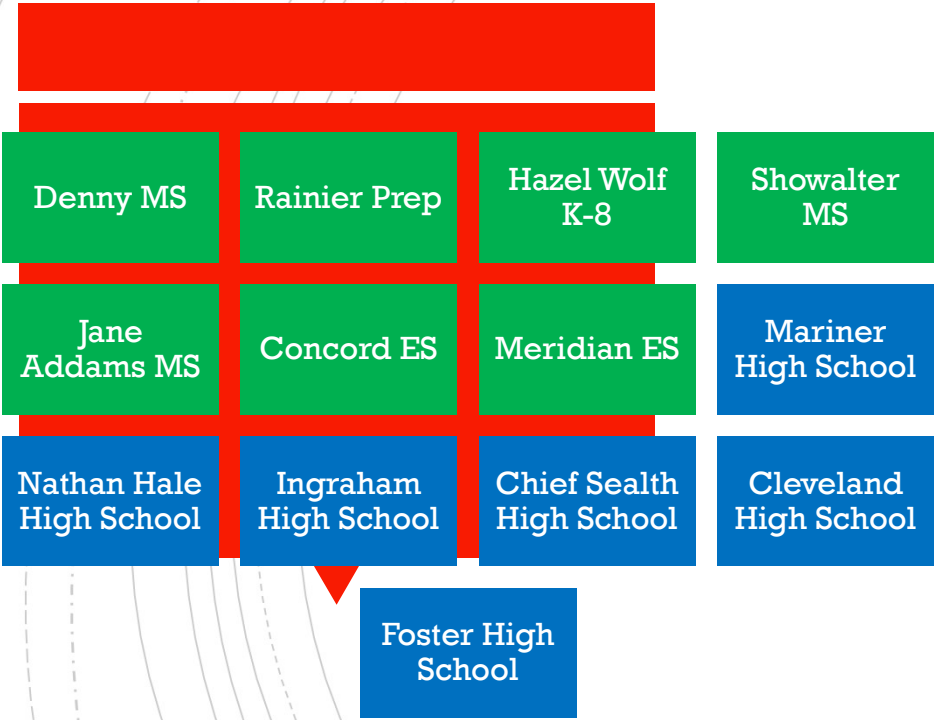 Denny MS
Rainier Prep
Hazel Wolf
K-8
Showalter
MS
Jane
Addams MS
Concord ES
Meridian ES
Mariner
High School
Nathan Hale
High School
Ingraham
High School
Chief Sealth
High School
Cleveland
High School
Foster High
School